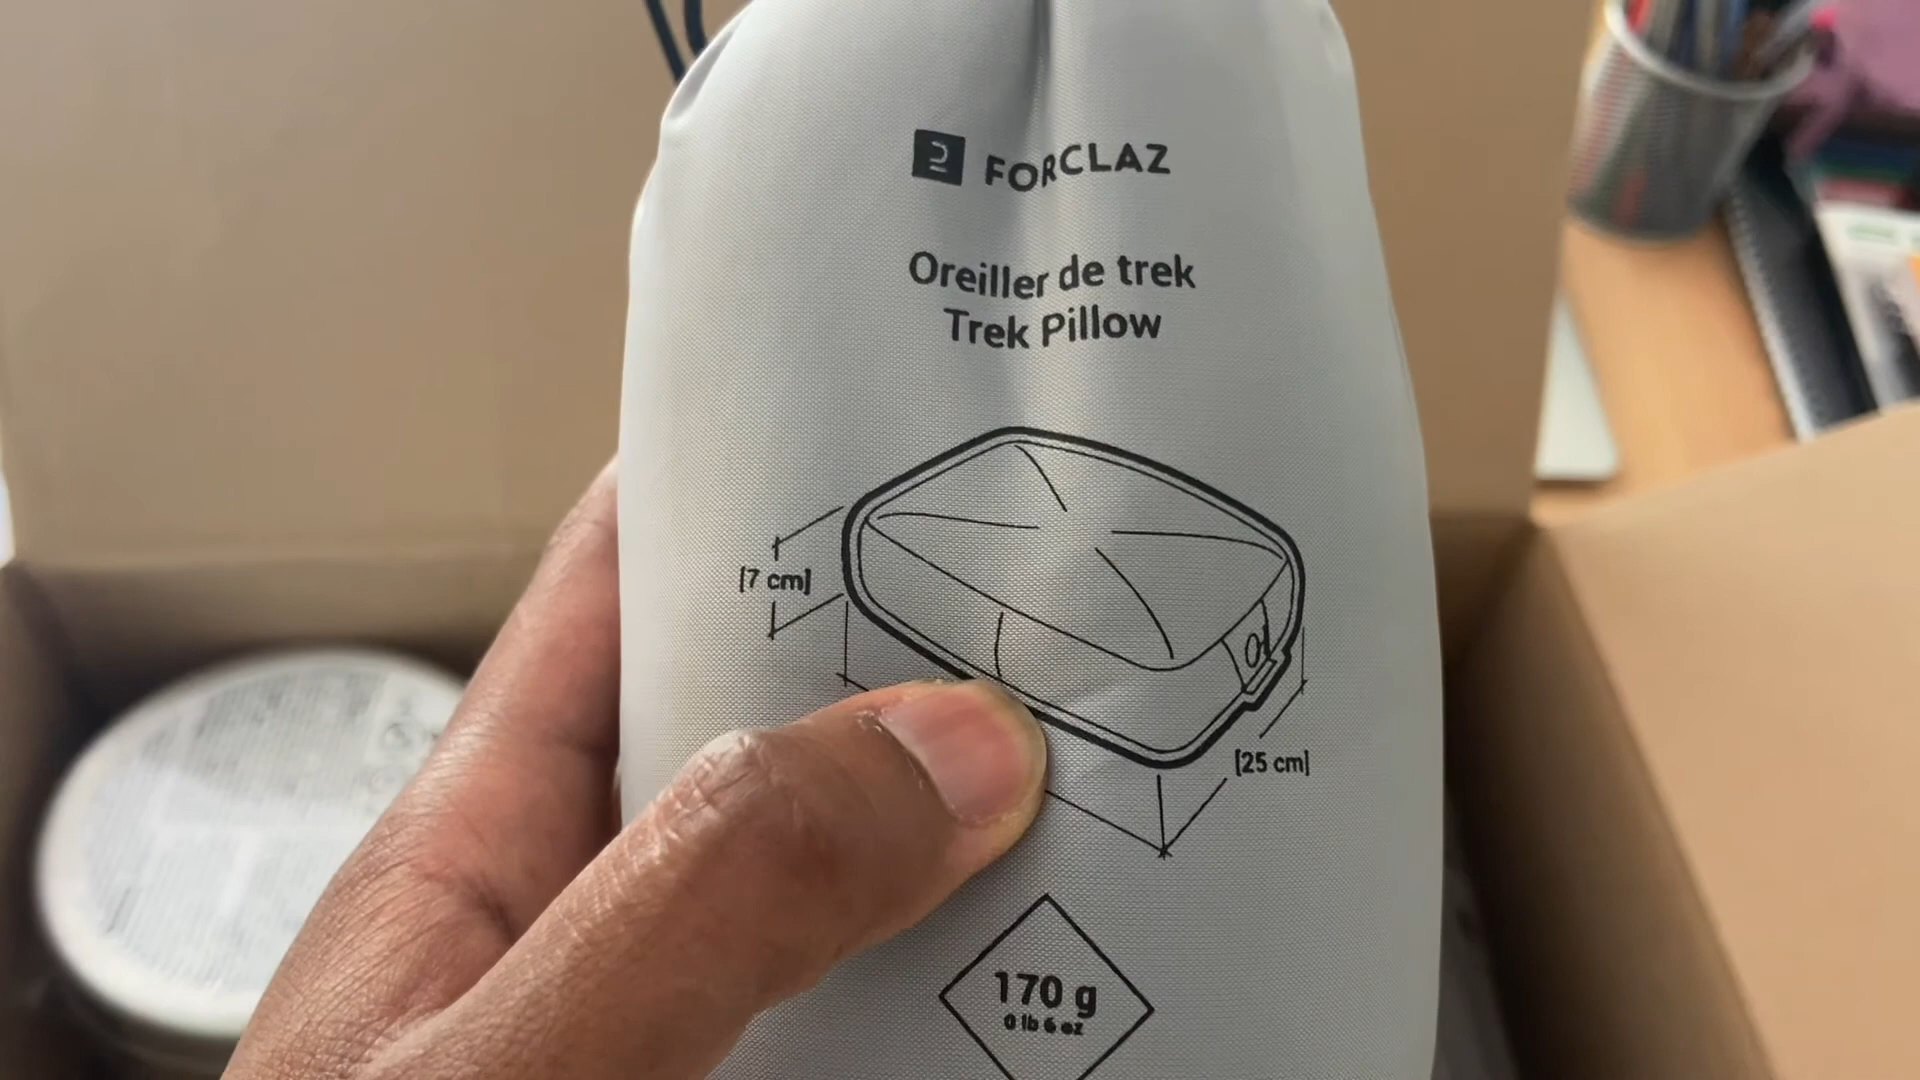 FORCLAZ
Oreiller de trek
Trek Pillow
[7 cm]
[25 cm]
170 g
0 lb 6 oz